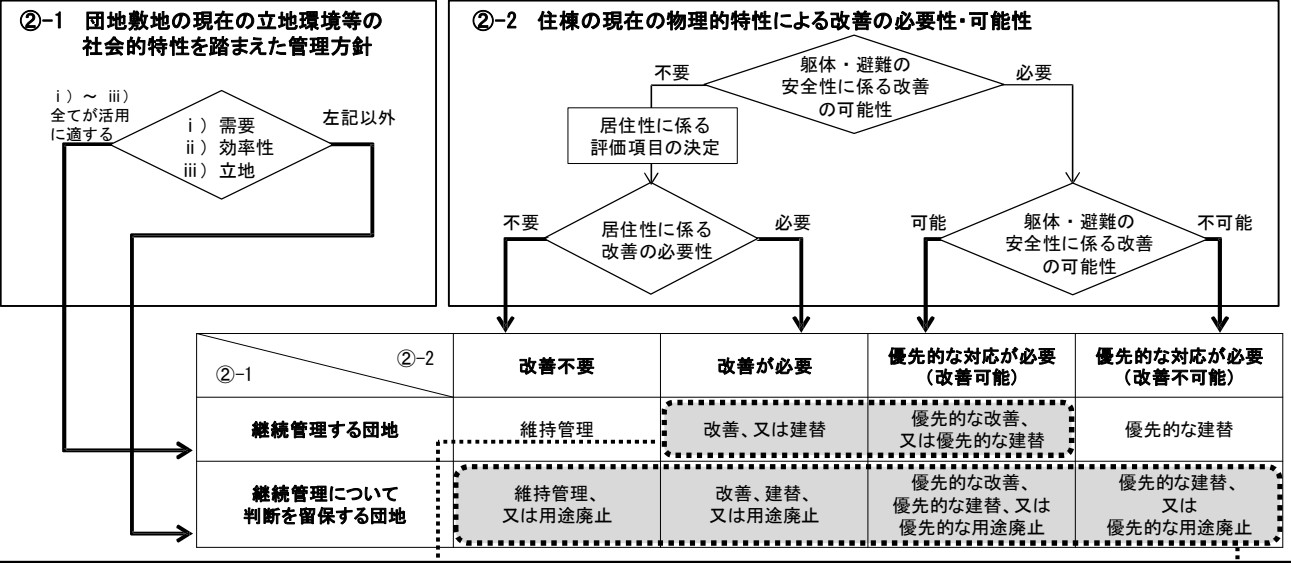 ②-1 団地敷地の現在の立地環境等の
社会的特性を踏まえた管理方針
ⅰ）～ ⅲ）
全てが活用
に適する
ⅰ）需要
ⅱ）効率性
ⅲ）立地
左記以外
②-2 住棟の現在の物理的特性による改善の必要性・可能性
不要
躯体・避難の
安全性に係る改善
の可能性
必要
居住性に係る
評価項目の決定
不要
居住性に係る
改善の必要性
必要
可能
躯体・避難の
安全性に係る改善
の可能性
不可能
②-1
②-2
改善不要
改善が必要
優先的な対応が必要
（改善可能）
優先的な対応が必要
（改善不可能）
継続管理する団地
維持管理
改善、又は建替
優先的な改善、
又は優先的な建替
優先的な建替
継続管理について
判断を留保する団地
維持管理、
又は用途廃止
改善、建替、
又は用途廃止
優先的な改善、
優先的な建替、又は
優先的な用途廃止
優先的な建替、
又は
優先的な用途廃止